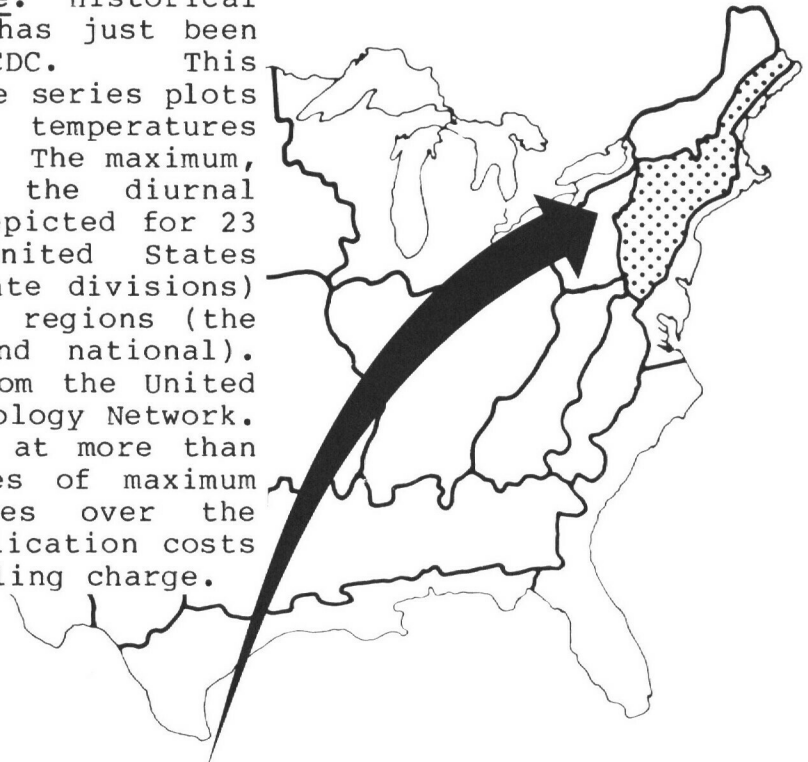 historical
has just been
CDC. This
e series plots
temperatures
The maximum,
the diurnal
epicted for 23
nited States
ate divisions)
regions (the
nd national).
om the United
ology Network.
at more than
es of maximum
es over the
lication costs
ling charge.